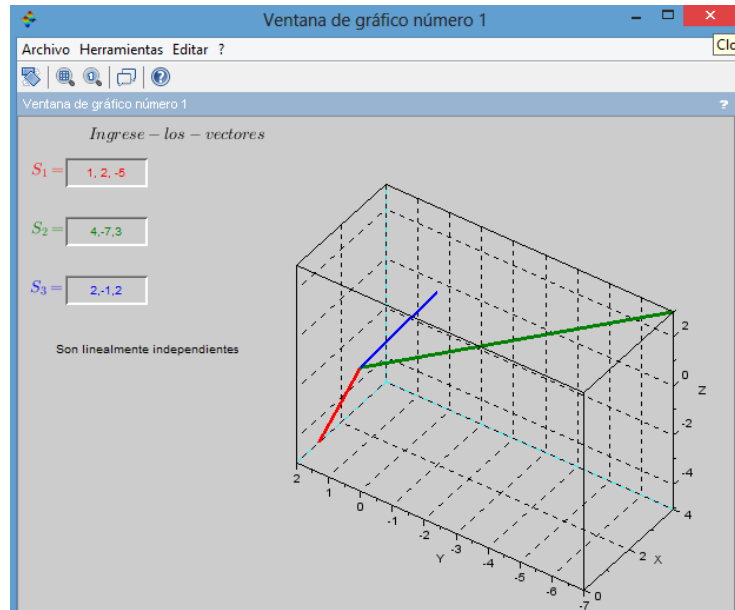 Ventana de gráfico número 1
Clo
Archivo Herramientas Editar ?
Ventana de gráfico número 1 ?
Ingrese – los – vectores
S₁ = 1, 2, -5
S₂ = 4,-7,3
S₃ = 2,-1,2
Son linealmente independientes
2
0
-2
-4
Z
2
1
0
-1
-2
-3
-4
-5
-6
-7
Y
0
2
4
X